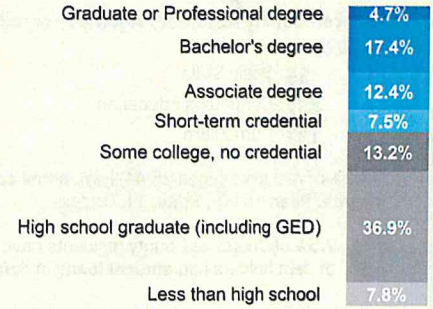 Graduate or Professional degree 4.7%
Bachelor's degree 17.4%
Associate degree 12.4%
Short-term credential 7.5%
Some college, no credential 13.2%
High school graduate (including GED) 36.9%
Less than high school 7.8%